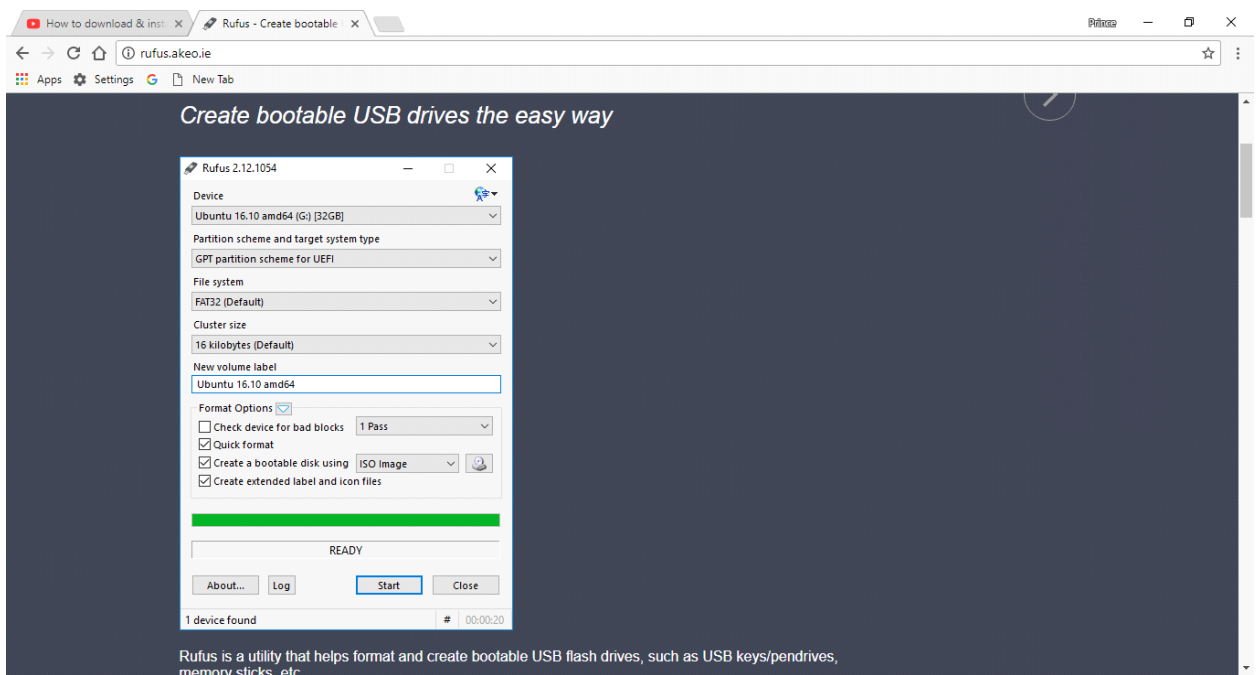 How to download & inst
Rufus - Create bootable
Prince
rufus.akeo.ie
Apps Settings G New Tab
Create bootable USB drives the easy way
Rufus 2.12.1054
Device
Ubuntu 16.10 amd64 (G:) [32GB]
Partition scheme and target system type
GPT partition scheme for UEFI
File system
FAT32 (Default)
Cluster size
16 kilobytes (Default)
New volume label
Ubuntu 16.10 amd64
Format Options
Check device for bad blocks 1 Pass
Quick format
Create a bootable disk using ISO Image
Create extended label and icon files
READY
About... Log Start Close
1 device found # 00:00:20
Rufus is a utility that helps format and create bootable USB flash drives, such as USB keys/pendrives,
memory sticks, etc.